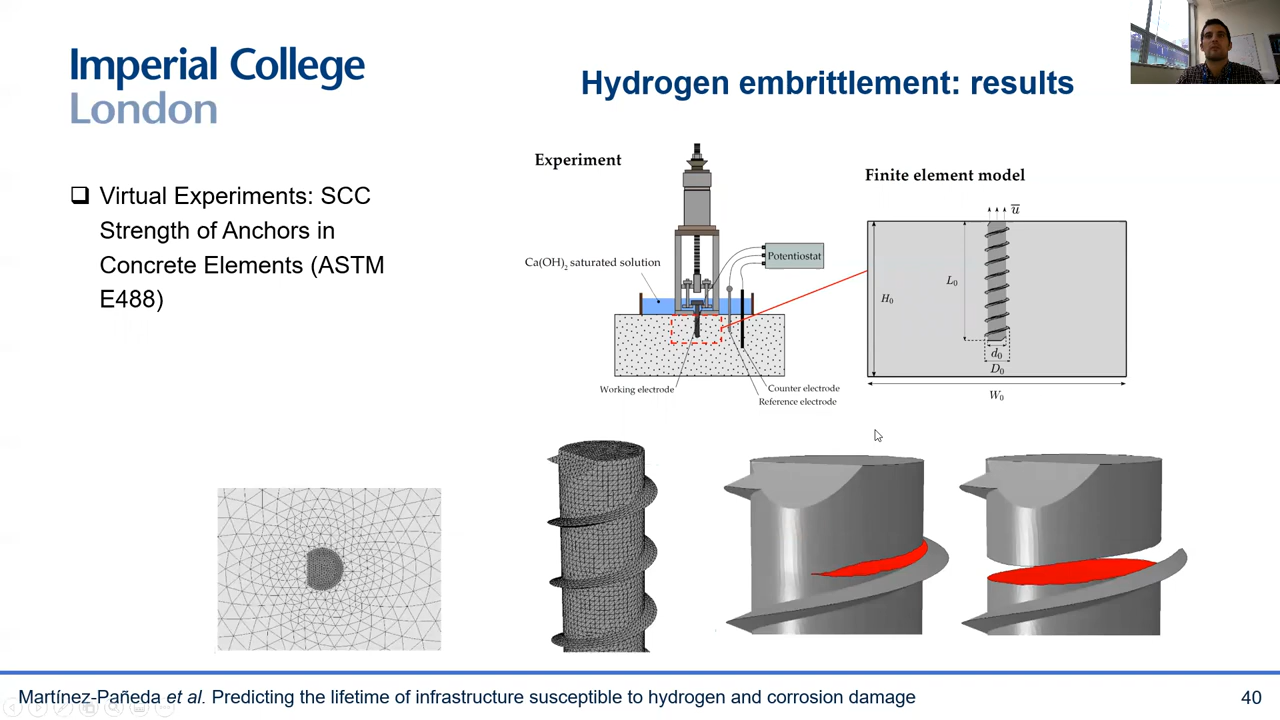 Imperial College
London
Hydrogen embrittlement: results
Virtual Experiments: SCC
Strength of Anchors in
Concrete Elements (ASTM
E488)
Experiment
Ca(OH)2 saturated solution
Potentiostat
Working electrode
Counter electrode
Reference electrode
Finite element model
u̅
H0
L0
d0
D0
W0
Martínez-Pañeda et al. Predicting the lifetime of infrastructure susceptible to hydrogen and corrosion damage
40